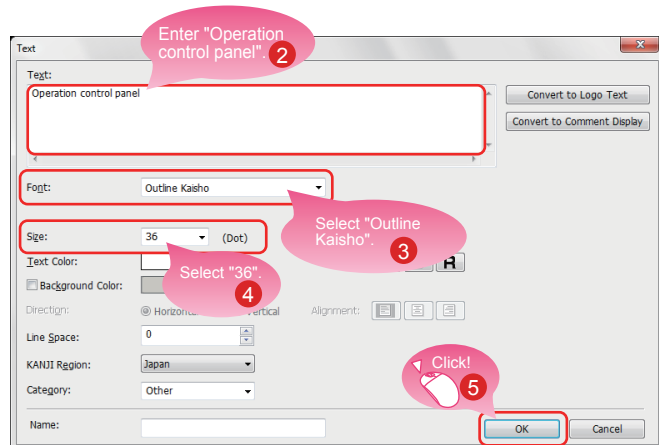 Enter "Operation
control panel". 2
Text
Text:
Operation control panel
Convert to Logo Text
Convert to Comment Display
Font: Outline Kaisho
Select "Outline
Kaisho".
3
Size: 36 (Dot)
Text Color:
Select "36".
4
R
Background Color:
Direction: Horizontal Vertical Alignment:
Line Space: 0
KANJI Region: Japan
Click!
5
Category: Other
Name:
OK Cancel